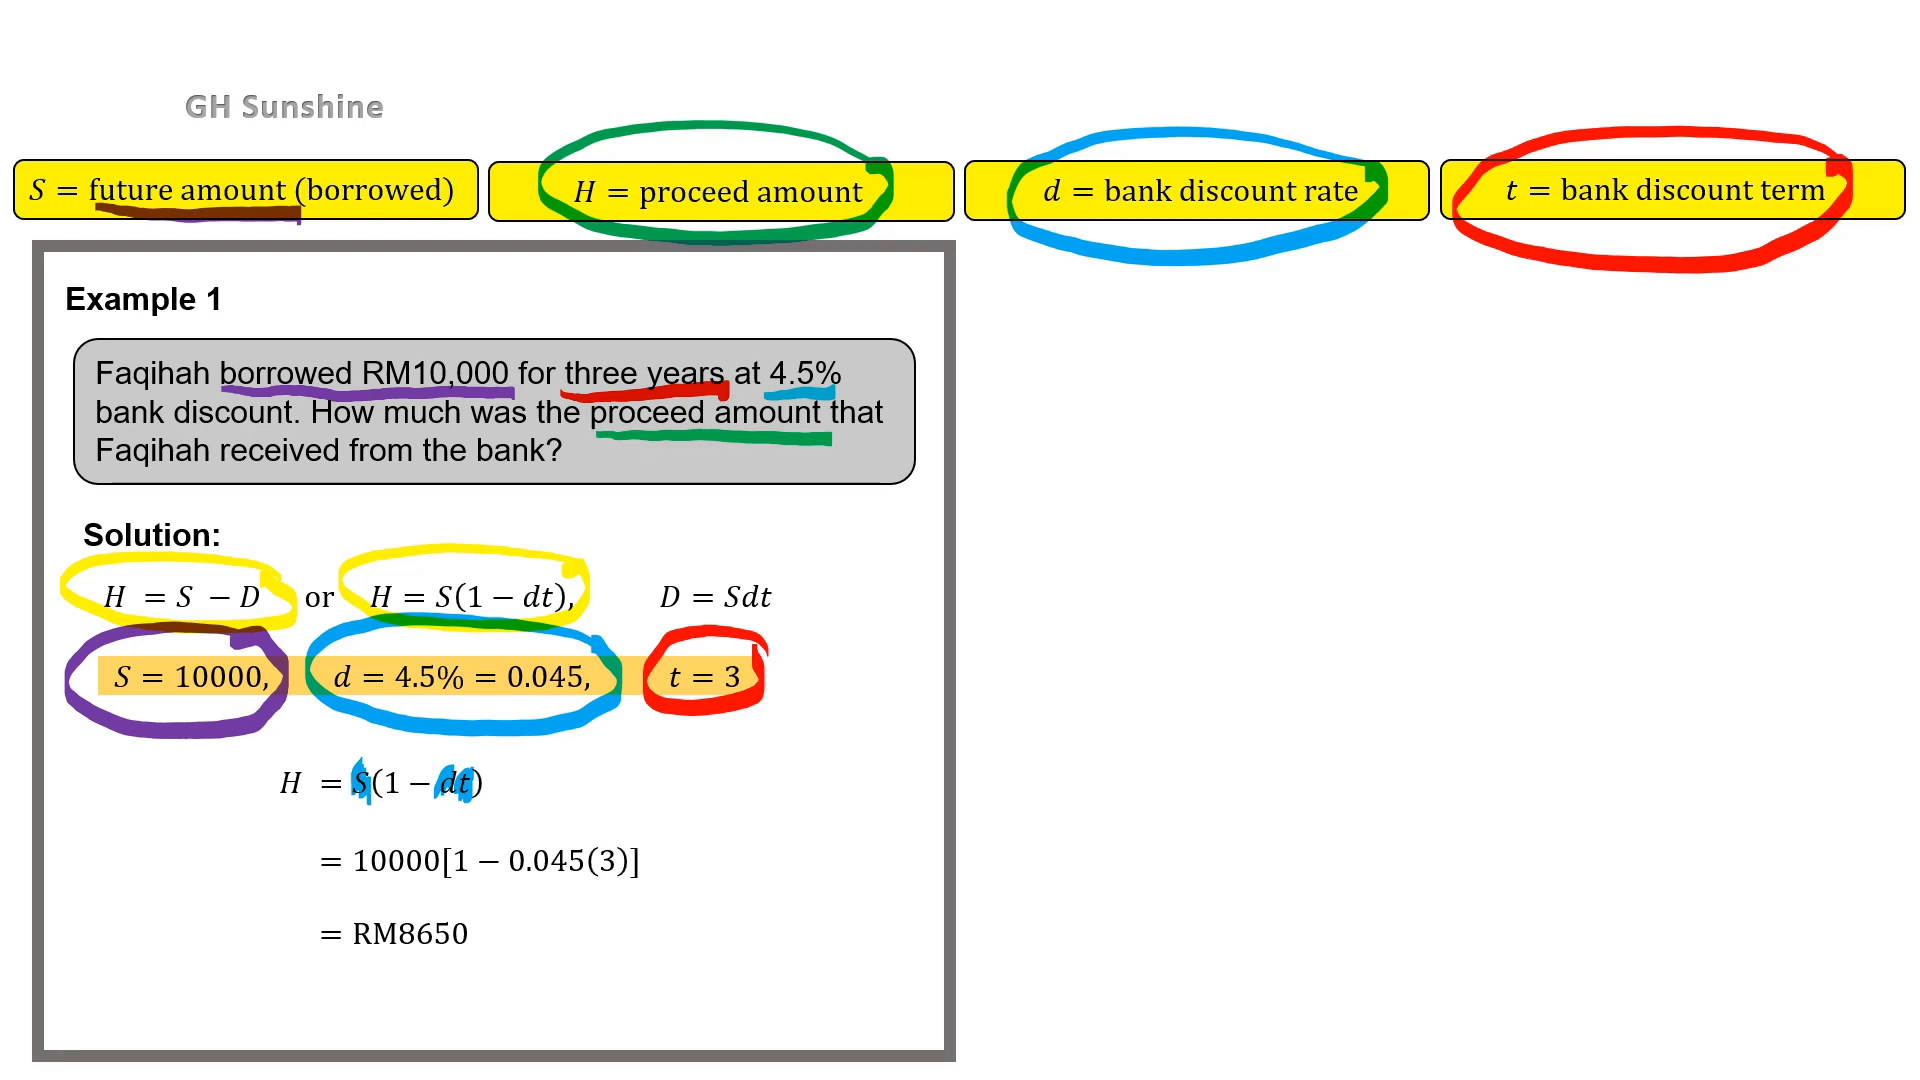 GH Sunshine
S = future amount (borrowed)
H = proceed amount
d = bank discount rate
t = bank discount term
Example 1
Faqihah borrowed RM10,000 for three years at 4.5%
bank discount. How much was the proceed amount that
Faqihah received from the bank?
Solution:
H = S − D or H = S(1 − dt), D = Sdt
S = 10000, d = 4.5% = 0.045, t = 3
H = S(1 − dt)
= 10000[1 − 0.045(3)]
= RM8650